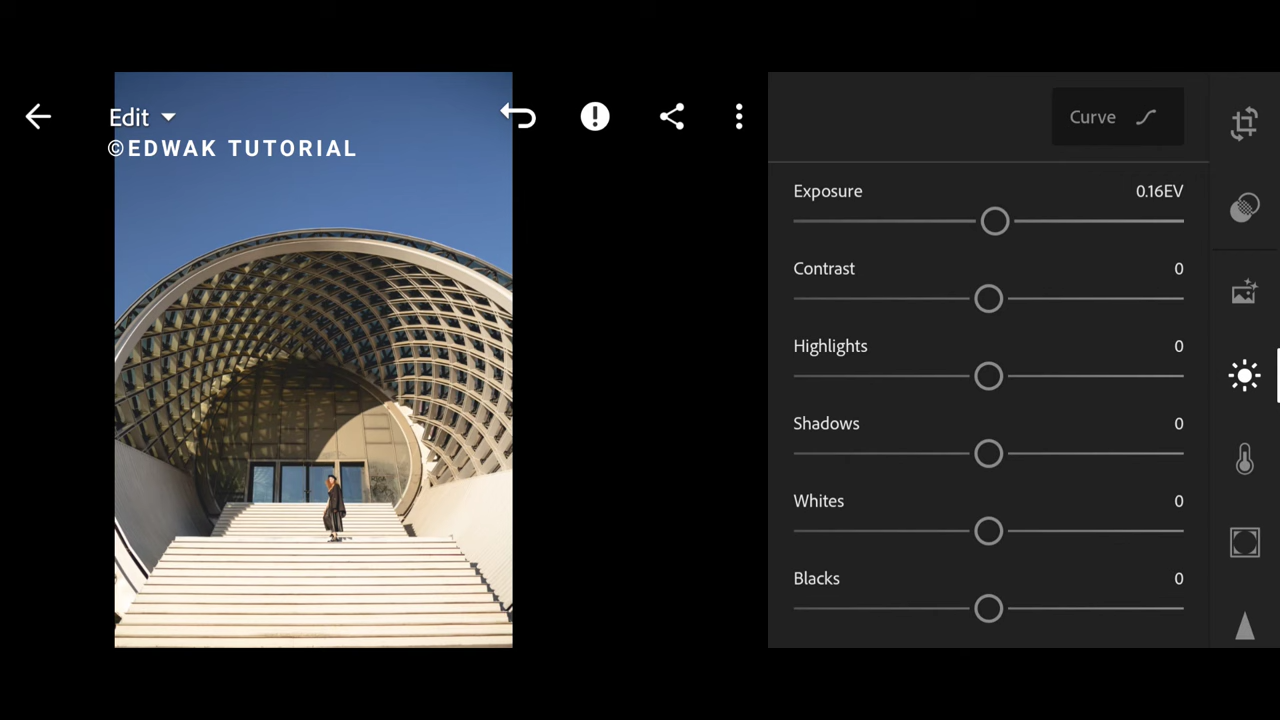 Edit
©EDWAK TUTORIAL
Curve
Exposure 0.16EV
Contrast 0
Highlights 0
Shadows 0
Whites 0
Blacks 0